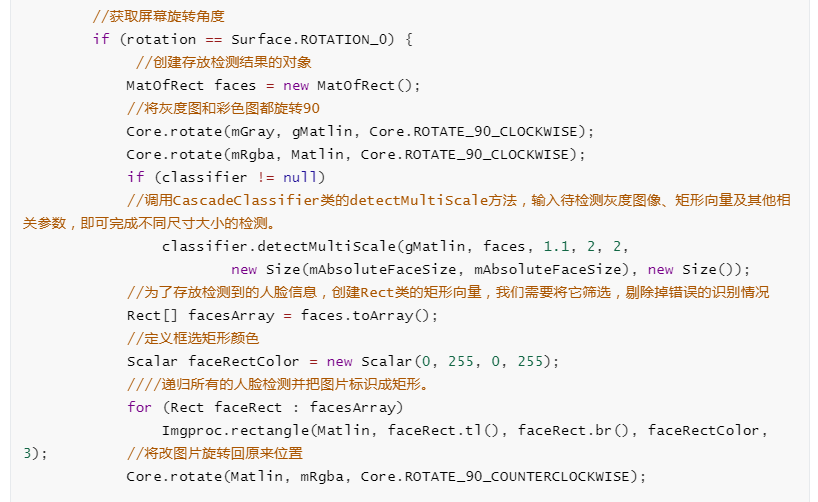 //获取屏幕旋转角度
if (rotation == Surface.ROTATION_0) {
//创建存放检测结果的对象
MatOfRect faces = new MatOfRect();
//将灰度图和彩色图都旋转90
Core.rotate(mGray, gMatlin, Core.ROTATE_90_CLOCKWISE);
Core.rotate(mRgba, Matlin, Core.ROTATE_90_CLOCKWISE);
if (classifier != null)
//调用CascadeClassifier类的detectMultiScale方法，输入待检测灰度图像、矩形向量及其他相
关参数，即可完成不同尺寸大小的检测。
classifier.detectMultiScale(gMatlin, faces, 1.1, 2, 2,
new Size(mAbsoluteFaceSize, mAbsoluteFaceSize), new Size());
//为了存放检测到的人脸信息，创建Rect类的矩形向量，我们需要将它筛选，剔除掉错误的识别情况
Rect[] facesArray = faces.toArray();
//定义框选矩形颜色
Scalar faceRectColor = new Scalar(0, 255, 0, 255);
////递归所有的人脸检测并把图片标识成矩形。
for (Rect faceRect : facesArray)
Imgproc.rectangle(Matlin, faceRect.tl(), faceRect.br(), faceRectColor,
3); //将改图片旋转回原来位置
Core.rotate(Matlin, mRgba, Core.ROTATE_90_COUNTERCLOCKWISE);